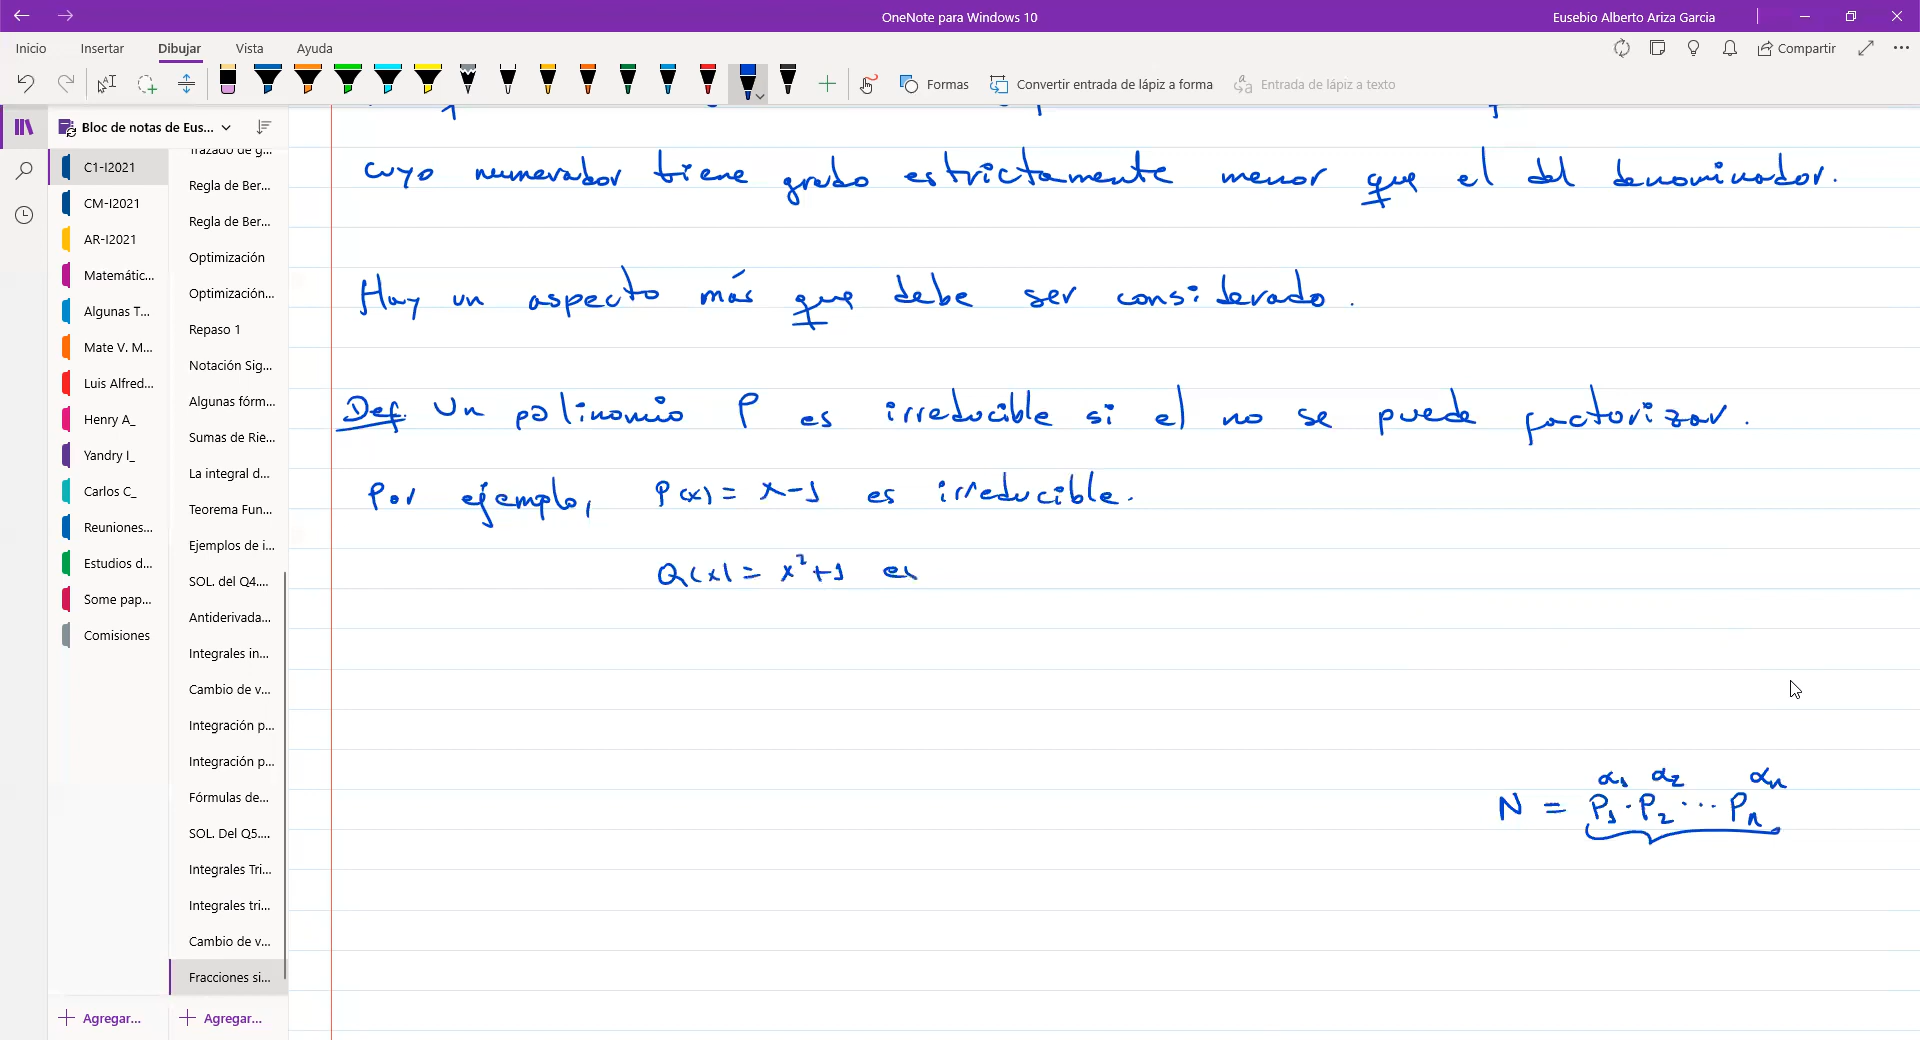 OneNote para Windows 10
Eusebio Alberto Ariza Garcia
Inicio
Insertar
Dibujar
Vista
Ayuda
Compartir
Formas
Convertir entrada de lápiz a forma
Entrada de lápiz a texto
Bloc de notas de Eus...
C1-I2021
CM-I2021
AR-I2021
Matemátic...
Algunas T...
Mate V. M...
Luis Alfred...
Henry A_
Yandry I_
Carlos C_
Reuniones...
Estudios d...
Some pap...
Comisiones
Agregar...
Trazado de g...
Regla de Ber...
Regla de Ber...
Optimización
Optimización...
Repaso 1
Notación Sig...
Algunas fórm...
Sumas de Rie...
La integral d...
Teorema Fun...
Ejemplos de i...
SOL. del Q4....
Antiderivada...
Integrales in...
Cambio de v...
Integración p...
Integración p...
Fórmulas de...
SOL. Del Q5....
Integrales Tri...
Integrales tri...
Cambio de v...
Fracciones si...
Agregar...
cuyo numerador tiene grado estrictamente menor que el del denominador.
Hay un aspecto más que debe ser considerado.
Def. Un polinomio P es irreducible si el no se puede factorizar.
Por ejemplo, P(x) = x-1 es irreducible.
Q(x) = x²+1 es
N = P₁^α₁ · P₂^α₂ ··· Pₙ^αₙ